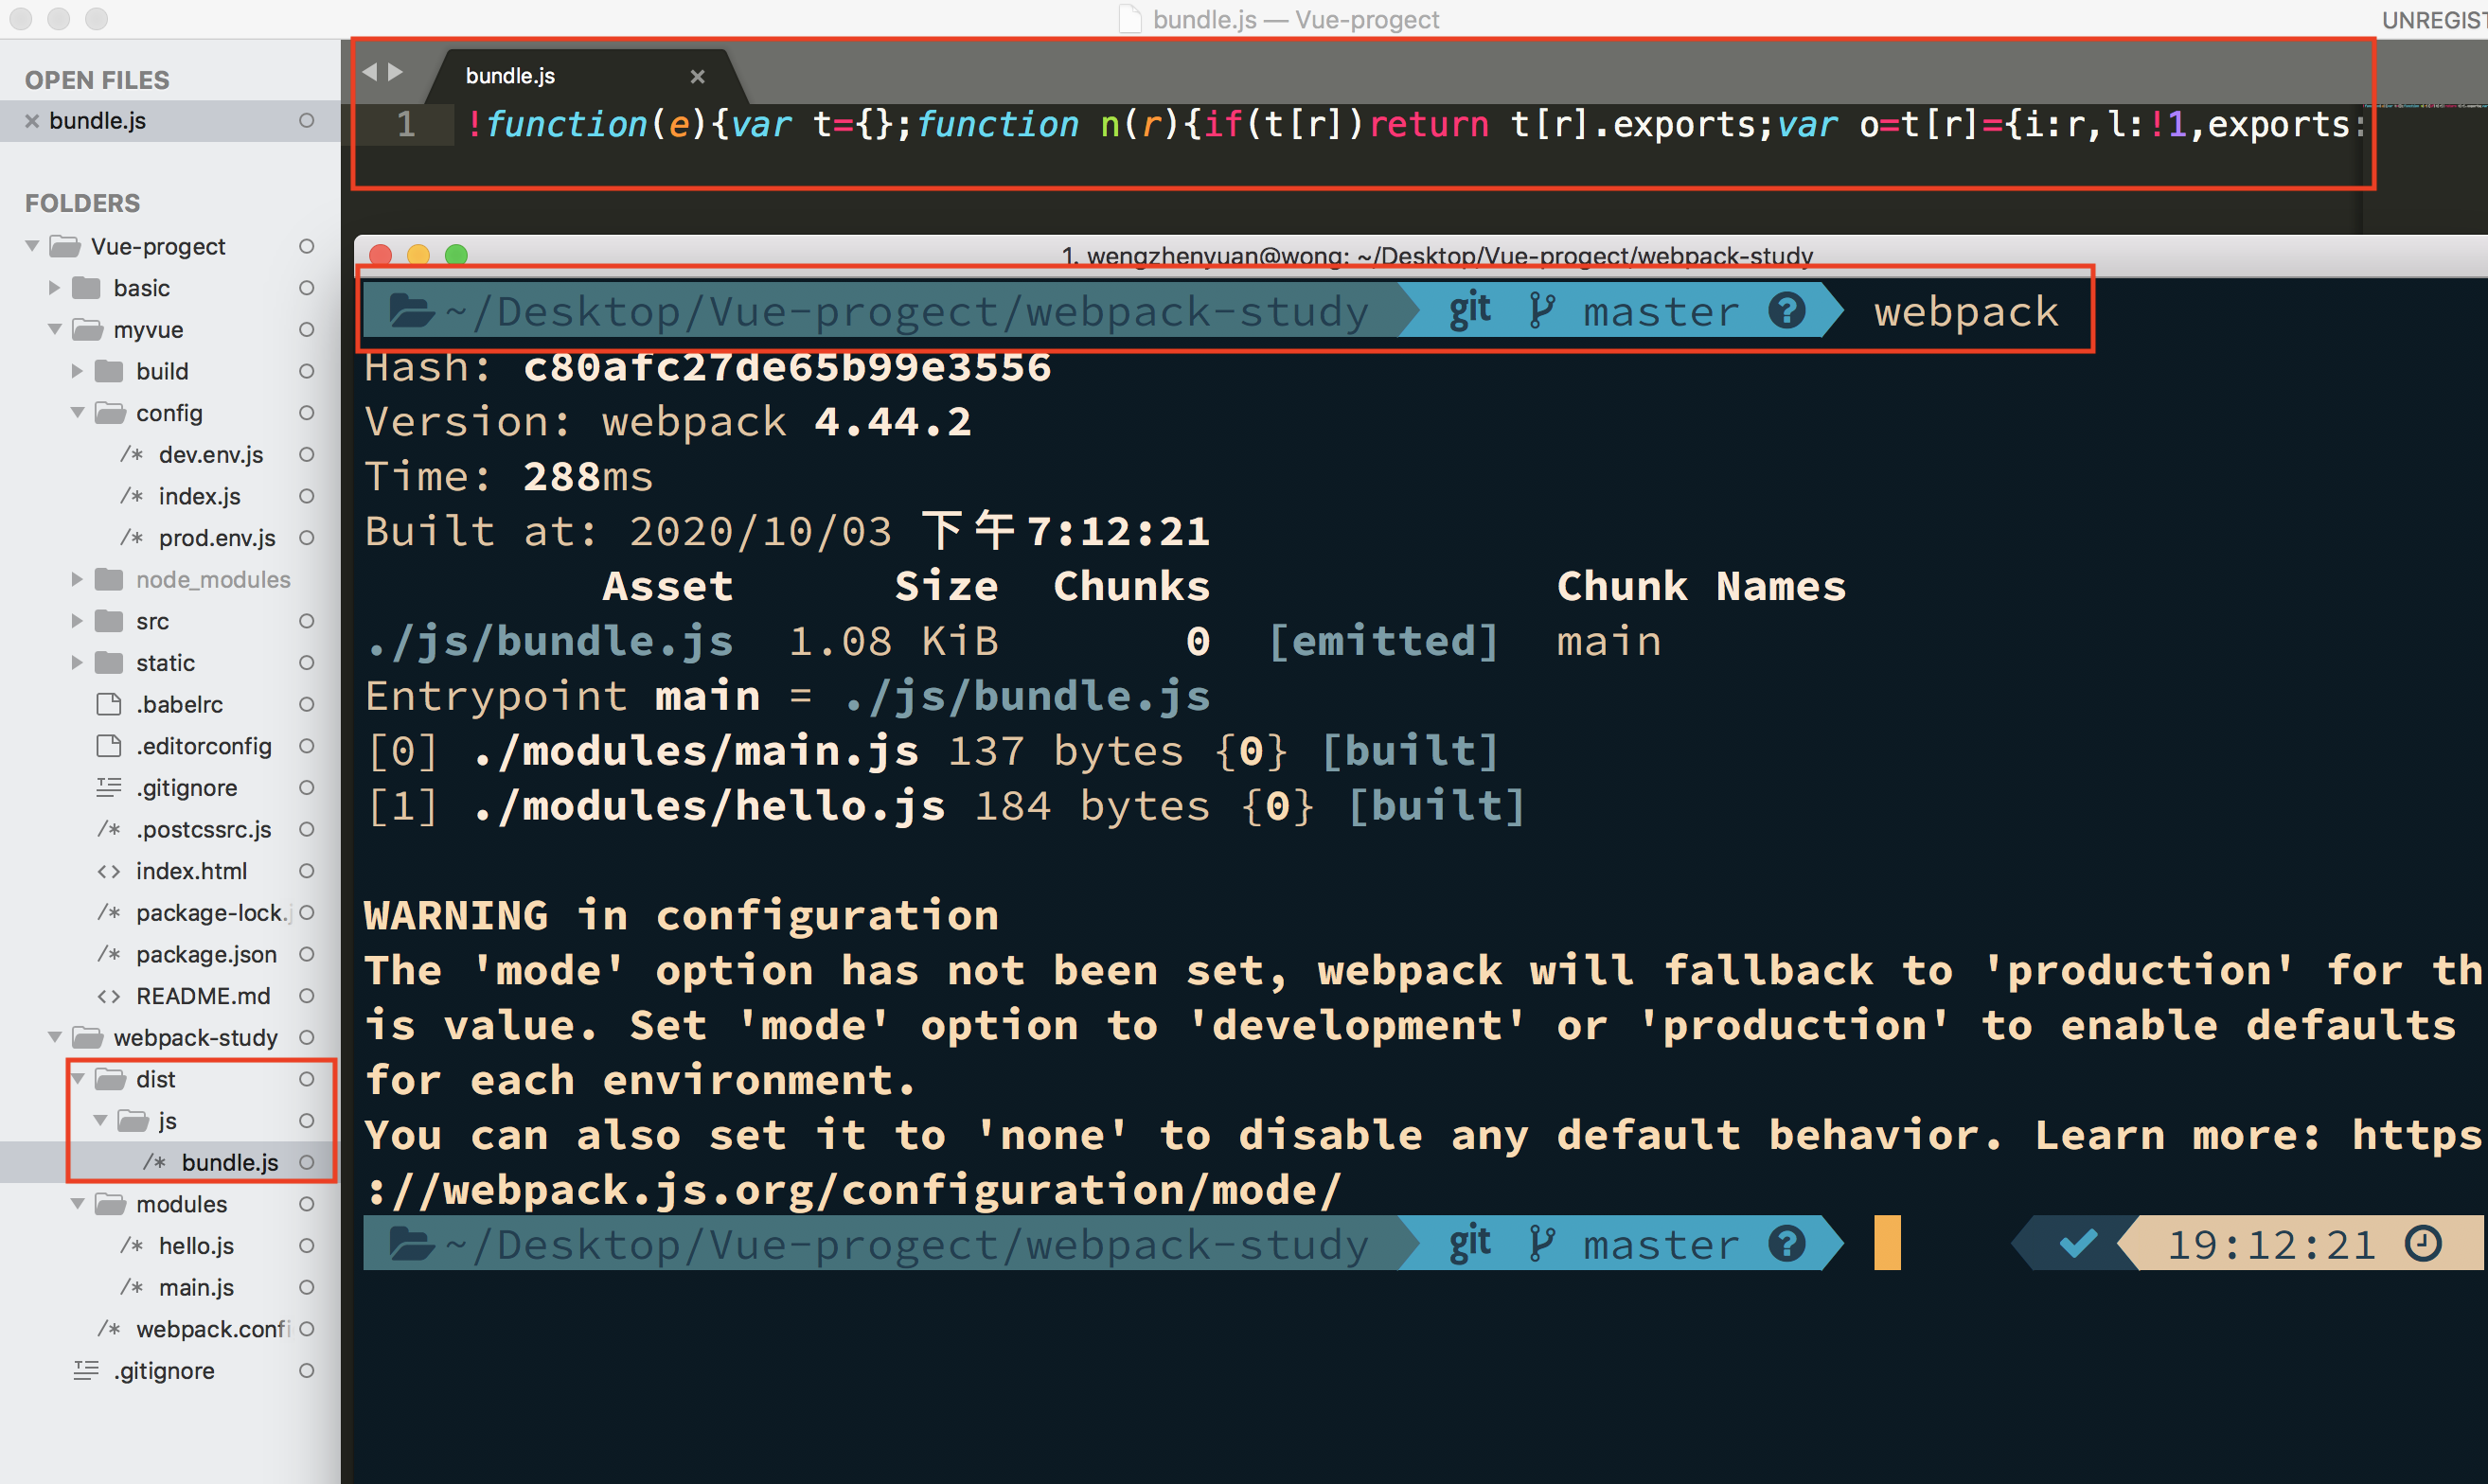 bundle.js — Vue-progect
OPEN FILES
bundle.js
FOLDERS
Vue-progect
basic
myvue
build
config
/* dev.env.js
/* index.js
/* prod.env.js
node_modules
src
static
.babelrc
.editorconfig
.gitignore
/* .postcssrc.js
<> index.html
/* package-lock.j
/* package.json
<> README.md
webpack-study
dist
js
/* bundle.js
modules
/* hello.js
/* main.js
/* webpack.confi
.gitignore
bundle.js
1 !function(e){var t={};function n(r){if(t[r])return t[r].exports;var o=t[r]={i:r,l:!1,exports:
1. wengzhenyuan@wong: ~/Desktop/Vue-progect/webpack-study
~/Desktop/Vue-progect/webpack-study git master ? webpack
Hash: c80afc27de65b99e3556
Version: webpack 4.44.2
Time: 288ms
Built at: 2020/10/03 下午7:12:21
Asset Size Chunks Chunk Names
./js/bundle.js 1.08 KiB 0 [emitted] main
Entrypoint main = ./js/bundle.js
[0] ./modules/main.js 137 bytes {0} [built]
[1] ./modules/hello.js 184 bytes {0} [built]
WARNING in configuration
The 'mode' option has not been set, webpack will fallback to 'production' for th
is value. Set 'mode' option to 'development' or 'production' to enable defaults
for each environment.
You can also set it to 'none' to disable any default behavior. Learn more: https
://webpack.js.org/configuration/mode/
~/Desktop/Vue-progect/webpack-study git master ? 19:12:21